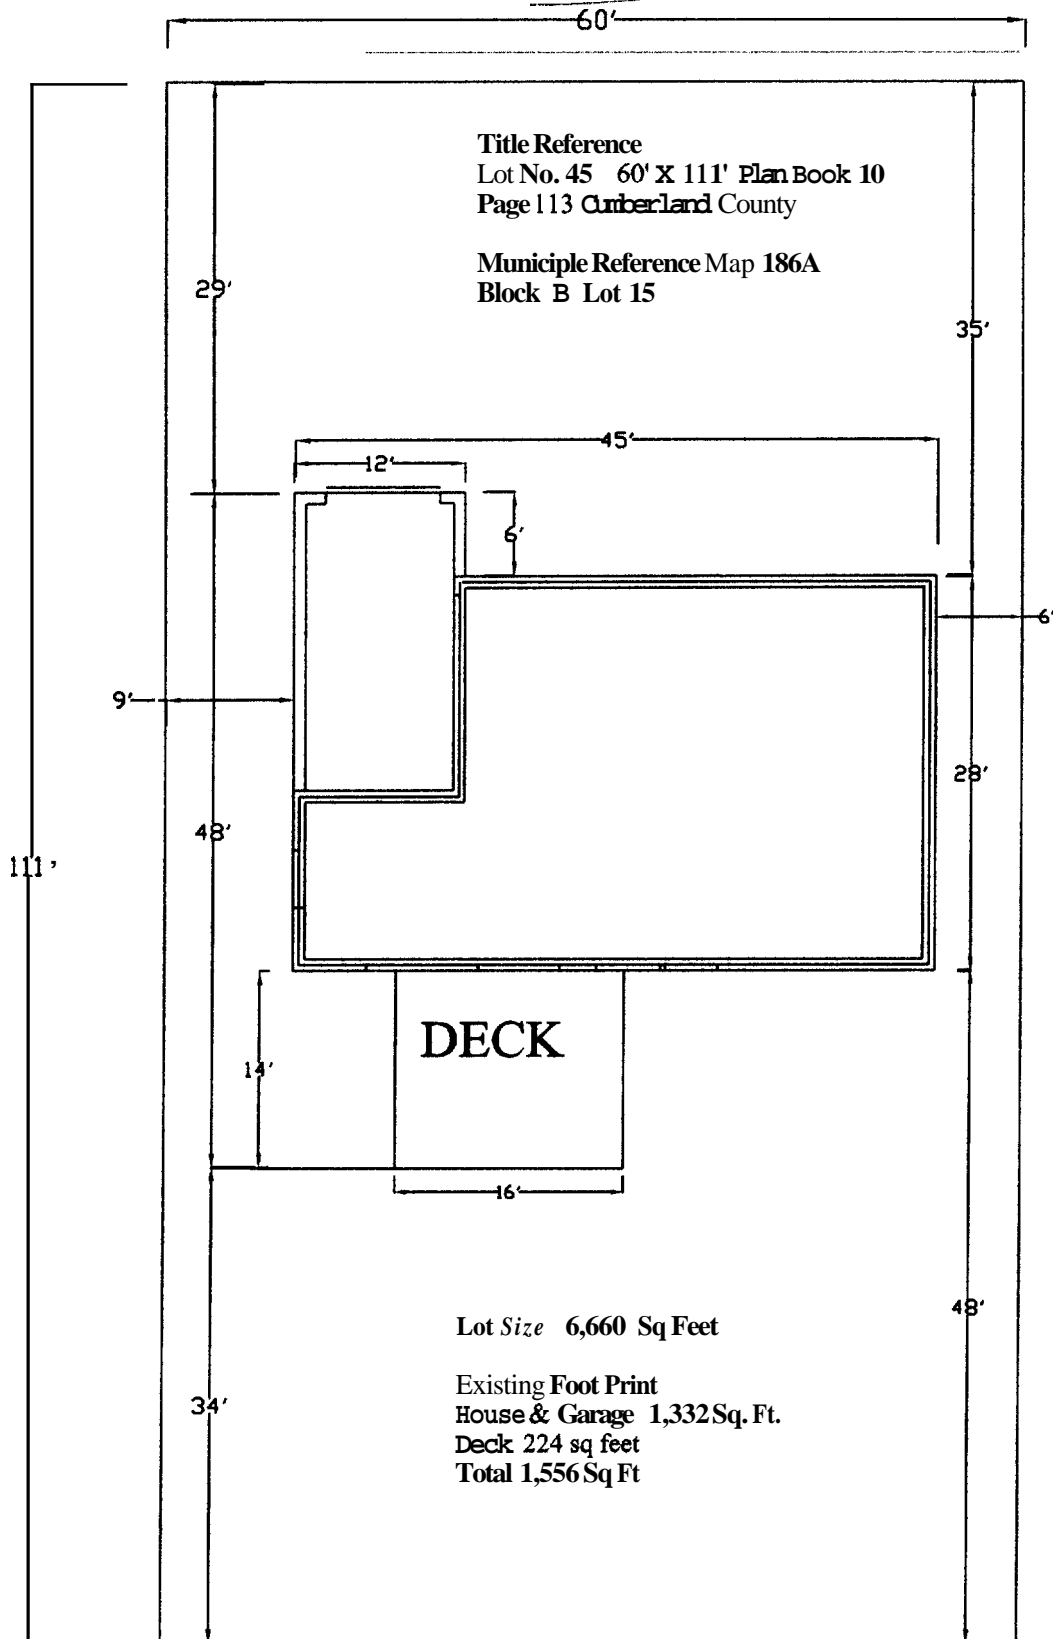 60'
Title Reference
Lot No. 45 60' X 111' Plan Book 10
Page 113 Cumberland County
Municiple Reference Map 186A
Block B Lot 15
29'
35'
45'
12'
6'
6'
9'
28'
48'
111'
DECK
14'
16'
48'
Lot Size 6,660 Sq Feet
34'
Existing Foot Print
House & Garage 1,332 Sq. Ft.
Deck 224 sq feet
Total 1,556 Sq Ft